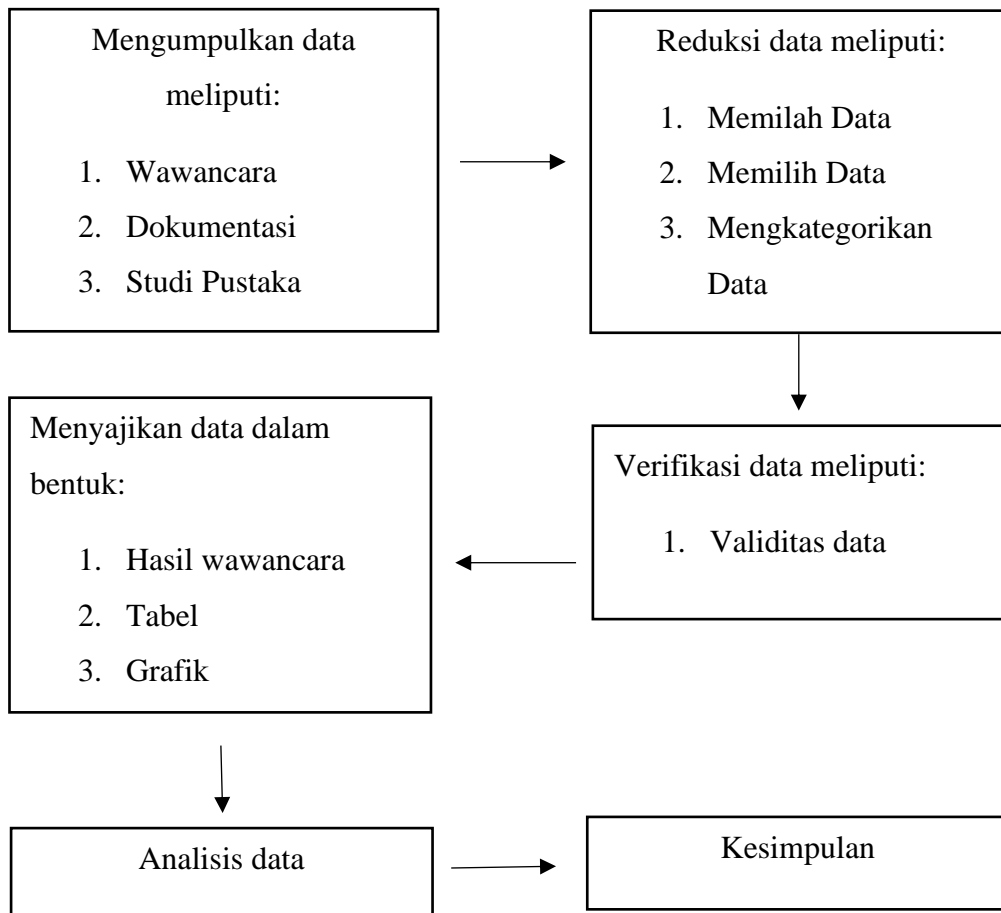 Mengumpulkan data
meliputi:
1. Wawancara
2. Dokumentasi
3. Studi Pustaka
Reduksi data meliputi:
1. Memilah Data
2. Memilih Data
3. Mengkategorikan
Data
Verifikasi data meliputi:
1. Validitas data
Menyajikan data dalam
bentuk:
1. Hasil wawancara
2. Tabel
3. Grafik
Analisis data
Kesimpulan